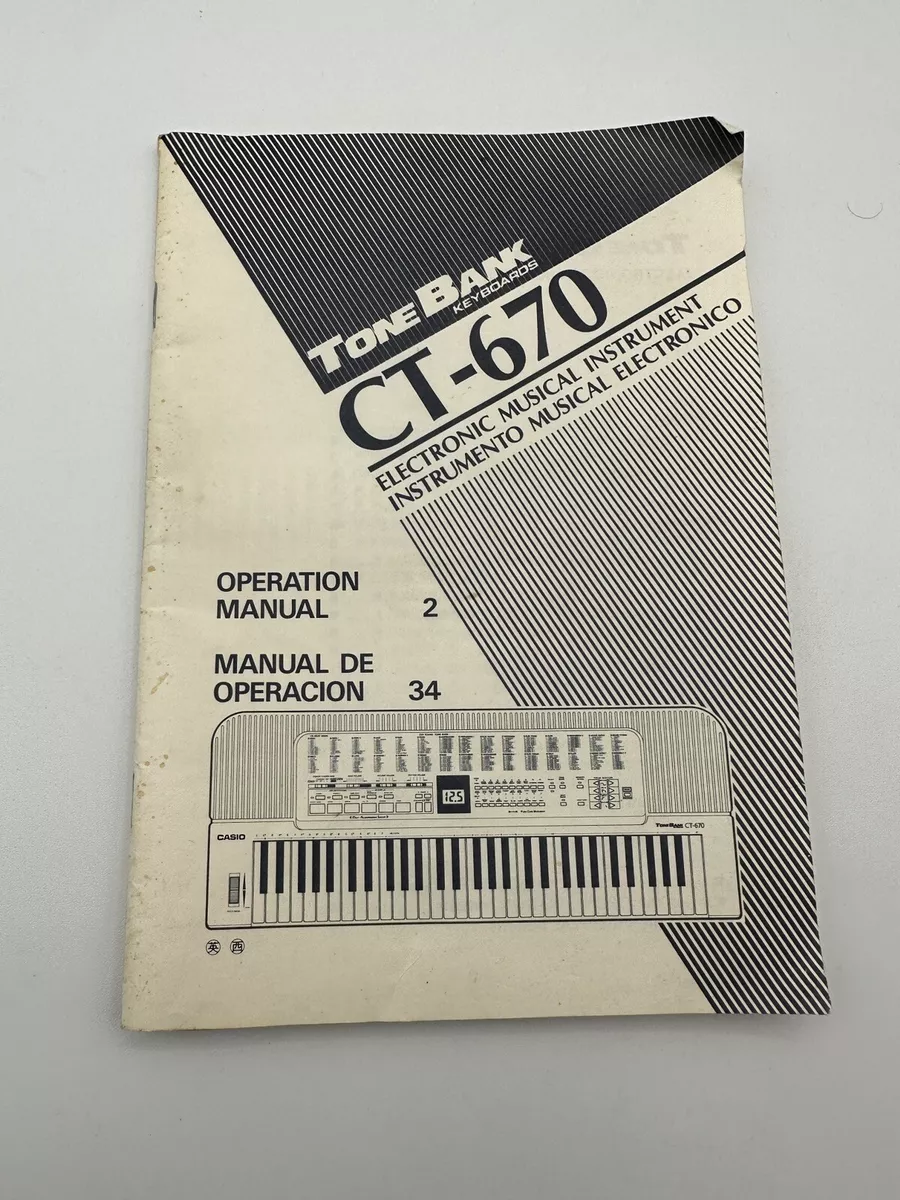 TONE BANK
KEYBOARDS
CT-670
ELECTRONIC MUSICAL INSTRUMENT
INSTRUMENTO MUSICAL ELECTRONICO
OPERATION
MANUAL 2
MANUAL DE
OPERACION 34
12.5
CASIO
TONE BANK CT-670
英 西